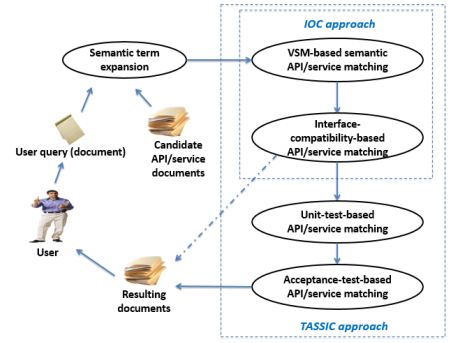 IOC approach
Semantic term
expansion
VSM-based semantic
API/service matching
User query (document)
Candidate
API/service
documents
Interface-
compatibility-based
API/service matching
User
Unit-test-based
API/service matching
Resulting
documents
Acceptance-test-based
API/service matching
TASSIC approach